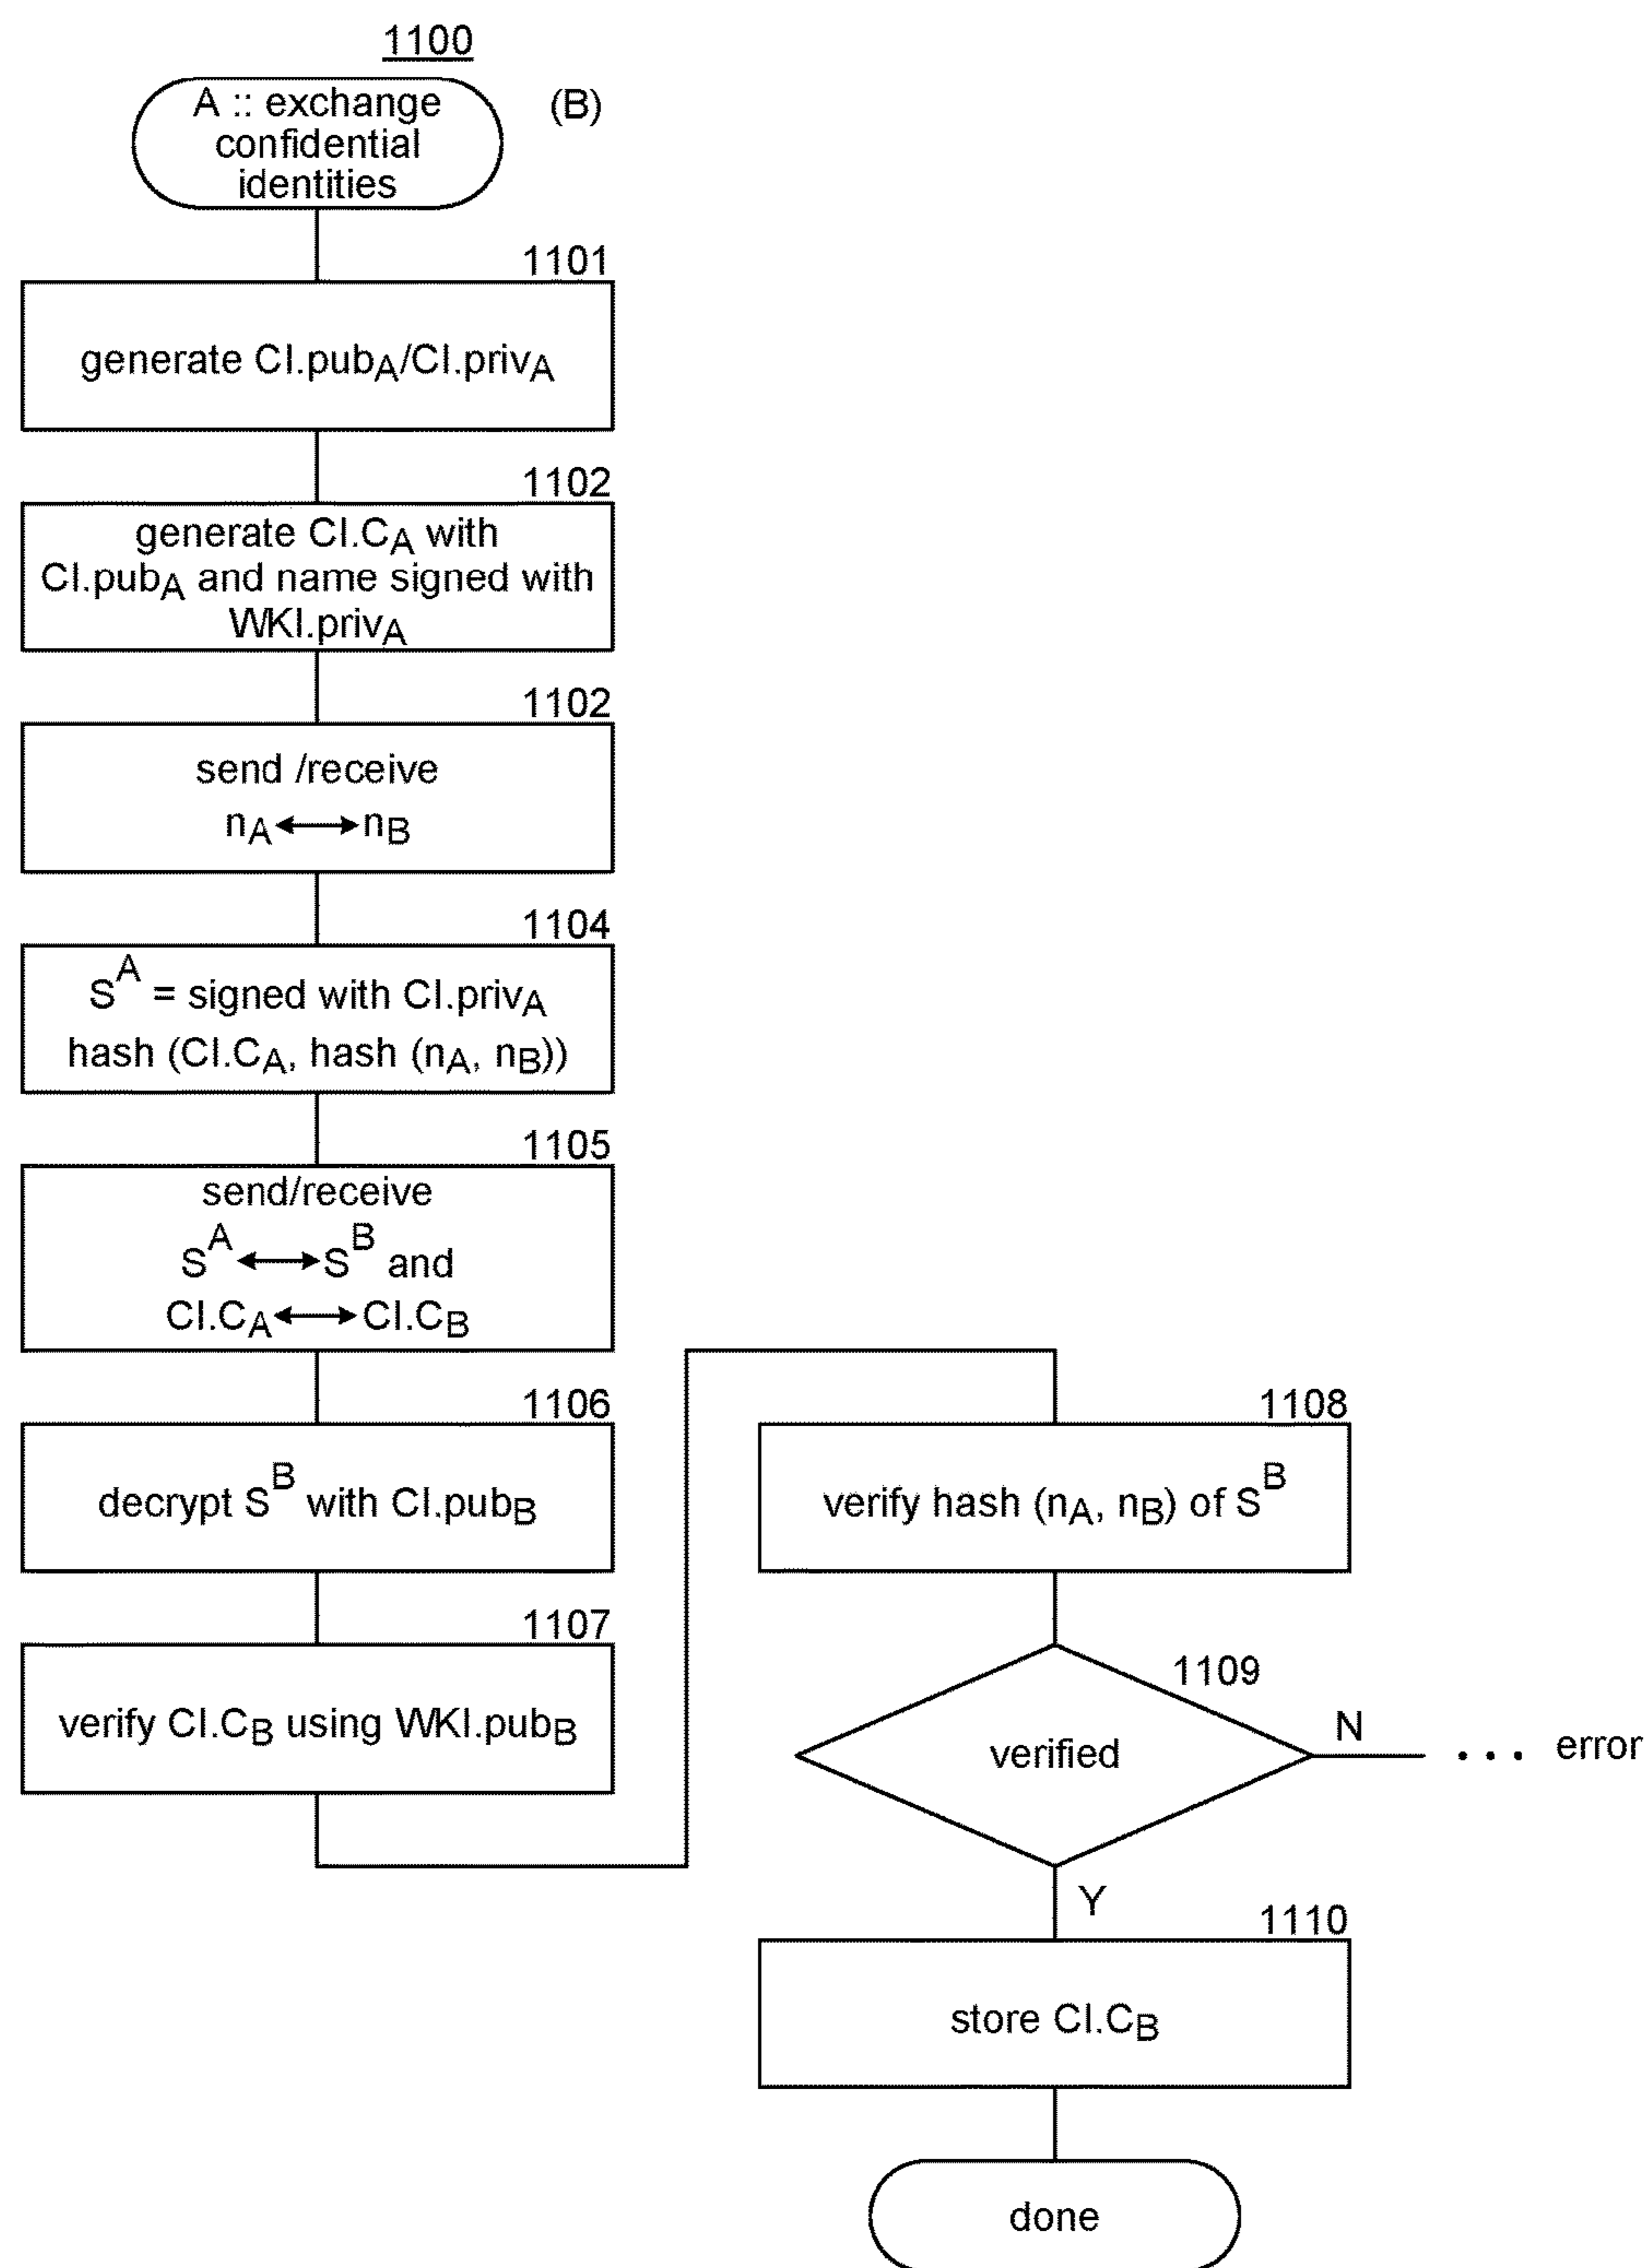 1100
A :: exchange
confidential
identities
(B)
1101
generate CI.pubA/CI.privA
1102
generate CI.CA with
CI.pubA and name signed with
WKI.privA
1102
send /receive
nA↔nB
1104
SA = signed with CI.privA
hash (CI.CA, hash (nA, nB))
1105
send/receive
SA↔SB and
CI.CA↔CI.CB
1106
decrypt SB with CI.pubB
1107
verify CI.CB using WKI.pubB
1108
verify hash (nA, nB) of SB
1109
verified
N
... error
Y
1110
store CI.CB
done